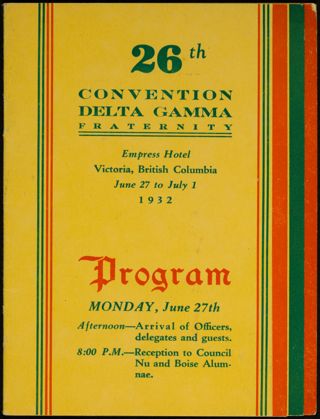 26th
CONVENTION
DELTA GAMMA
FRATERNITY
Empress Hotel
Victoria, British Columbia
June 27 to July 1
1932
Program
MONDAY, June 27th
Afternoon—Arrival of Officers,
delegates and guests.
8:00 P.M.—Reception to Council
Nu and Boise Alum-
nae.